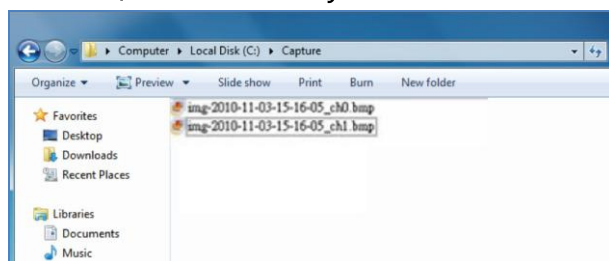 Computer ▸ Local Disk (C:) ▸ Capture
Organize ▾ Preview ▾ Slide show Print Burn New folder
Favorites
Desktop
Downloads
Recent Places
Libraries
Documents
Music
img-2010-11-03-15-16-05_ch0.bmp
img-2010-11-03-15-16-05_ch1.bmp